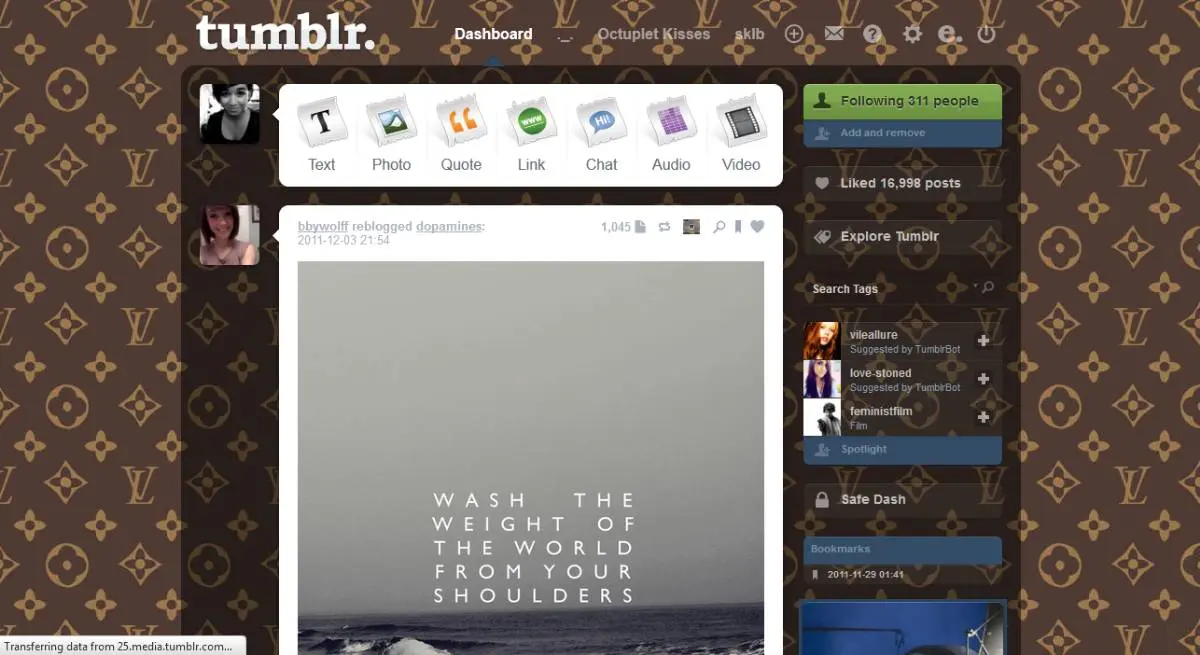 tumblr.
Dashboard ._. Octuplet Kisses sklb
Text Photo Quote Link Chat Audio Video
bbywolff reblogged dopamines:
2011-12-03 21:54
1,045
WASH THE
WEIGHT OF
THE WORLD
FROM YOUR
SHOULDERS
Following 311 people
Add and remove
Liked 16,998 posts
Explore Tumblr
Search Tags
vileallure
Suggested by TumblrBot
love-stoned
Suggested by TumblrBot
feministfilm
Film
Spotlight
Safe Dash
Bookmarks
2011-11-29 01:41
Transferring data from 25.media.tumblr.com...